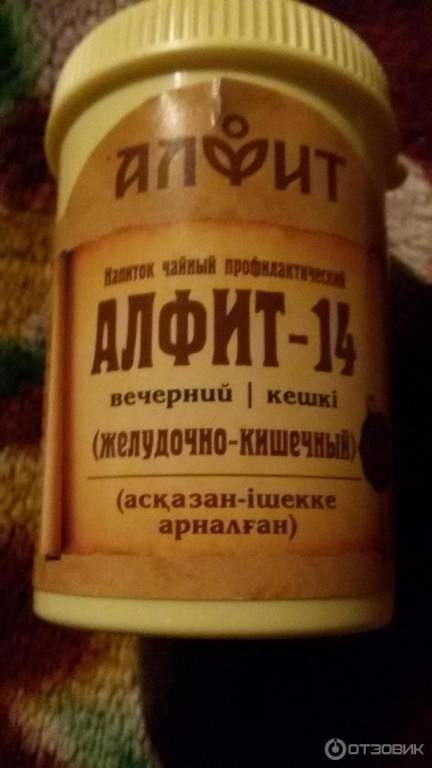 АЛФИТ
Напиток чайный профилактический
АЛФИТ-14
вечерний | кешкі
(желудочно-кишечный)
(асқазан-ішекке
арналған)
ОТЗОВИК